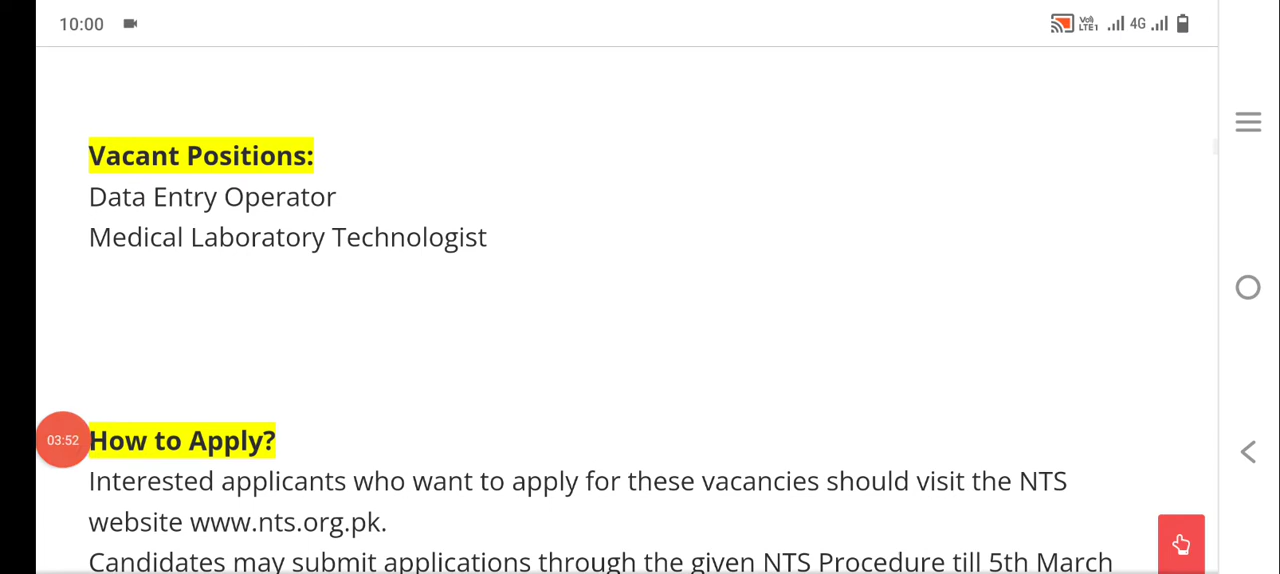 10:00
Vo)) LTE1 4G
Vacant Positions:
Data Entry Operator
Medical Laboratory Technologist
03:52
How to Apply?
Interested applicants who want to apply for these vacancies should visit the NTS
website www.nts.org.pk.
Candidates may submit applications through the given NTS Procedure till 5th March